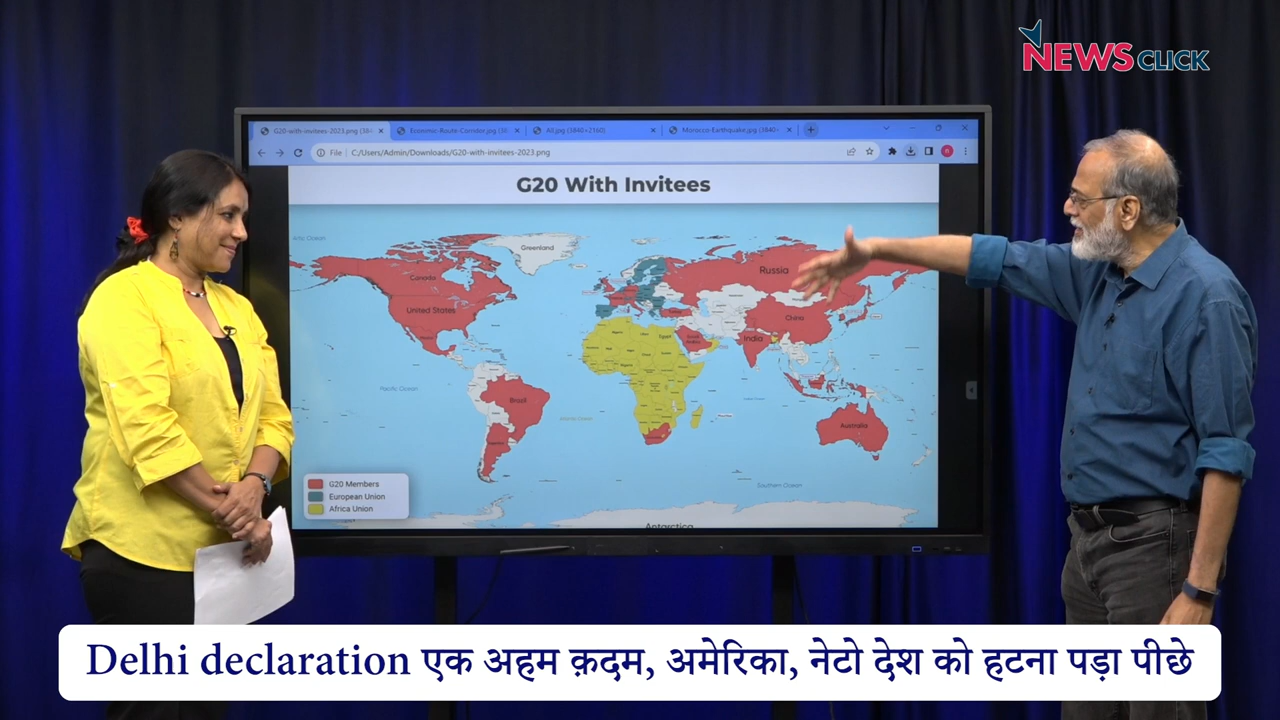 NEWSCLICK
G20-with-invitees-2023.png (384
Economic-Route-Corridor.jpg (38
All.jpg (3840×2160)
Morocco-Earthquake.jpg (3840×
File
C:/Users/Admin/Downloads/G20-with-invitees-2023.png
G20 With Invitees
Greenland
Canada
Russia
United States
China
India
Brazil
Pacific Ocean
Australia
Southern Ocean
G20 Members
European Union
Africa Union
Antarctica
Delhi declaration एक अहम क़दम, अमेरिका, नेटो देश को हटना पड़ा पीछे